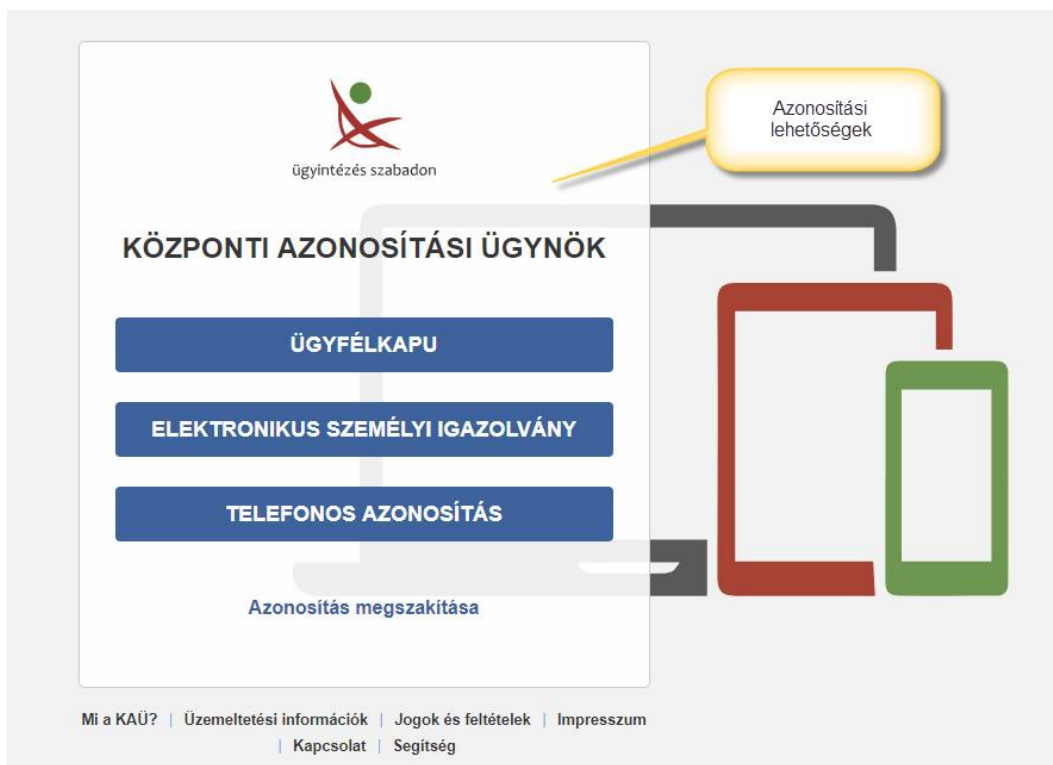 ügyintézés szabadon
Azonosítási
lehetőségek
KÖZPONTI AZONOSÍTÁSI ÜGYNÖK
ÜGYFÉLKAPU
ELEKTRONIKUS SZEMÉLYI IGAZOLVÁNY
TELEFONOS AZONOSÍTÁS
Azonosítás megszakítása
Mi a KAÜ? | Üzemeltetési információk | Jogok és feltételek | Impresszum
| Kapcsolat | Segítség